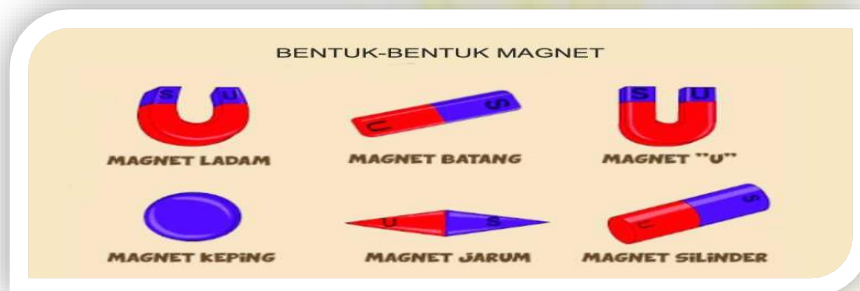 BENTUK-BENTUK MAGNET
S U
U S
S U
MAGNET LADAM
MAGNET BATANG
MAGNET "U"
U S
U S
MAGNET KEPING
MAGNET JARUM
MAGNET SILINDER